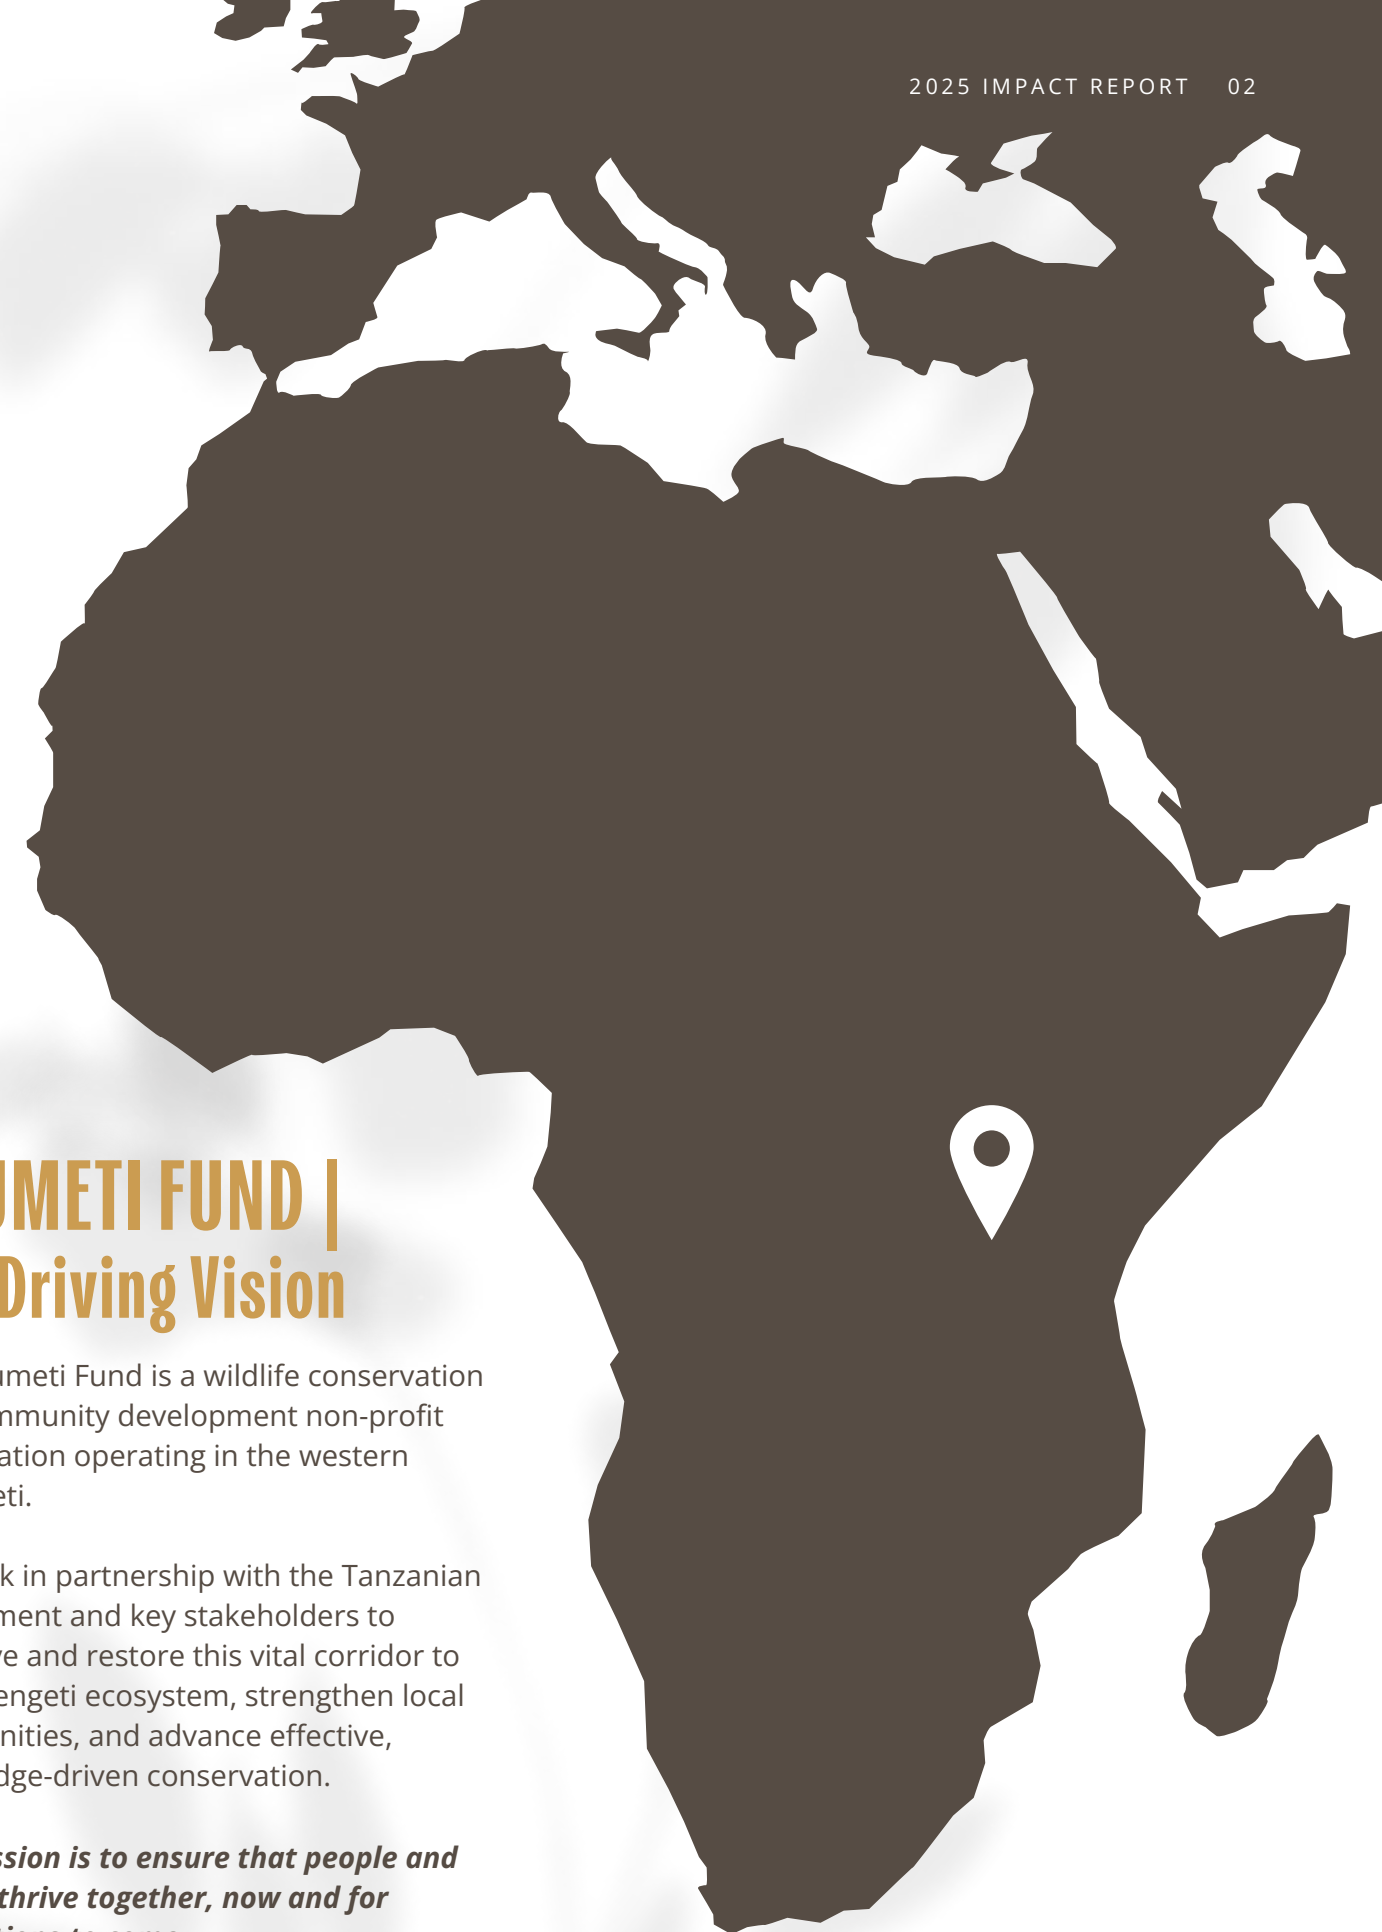 2025 IMPACT REPORT 02
UMETI FUND |
Driving Vision
umeti Fund is a wildlife conservation
mmunity development non-profit
ation operating in the western
eti.
k in partnership with the Tanzanian
ment and key stakeholders to
ve and restore this vital corridor to
engeti ecosystem, strengthen local
nities, and advance effective,
dge-driven conservation.
ssion is to ensure that people and
thrive together, now and for